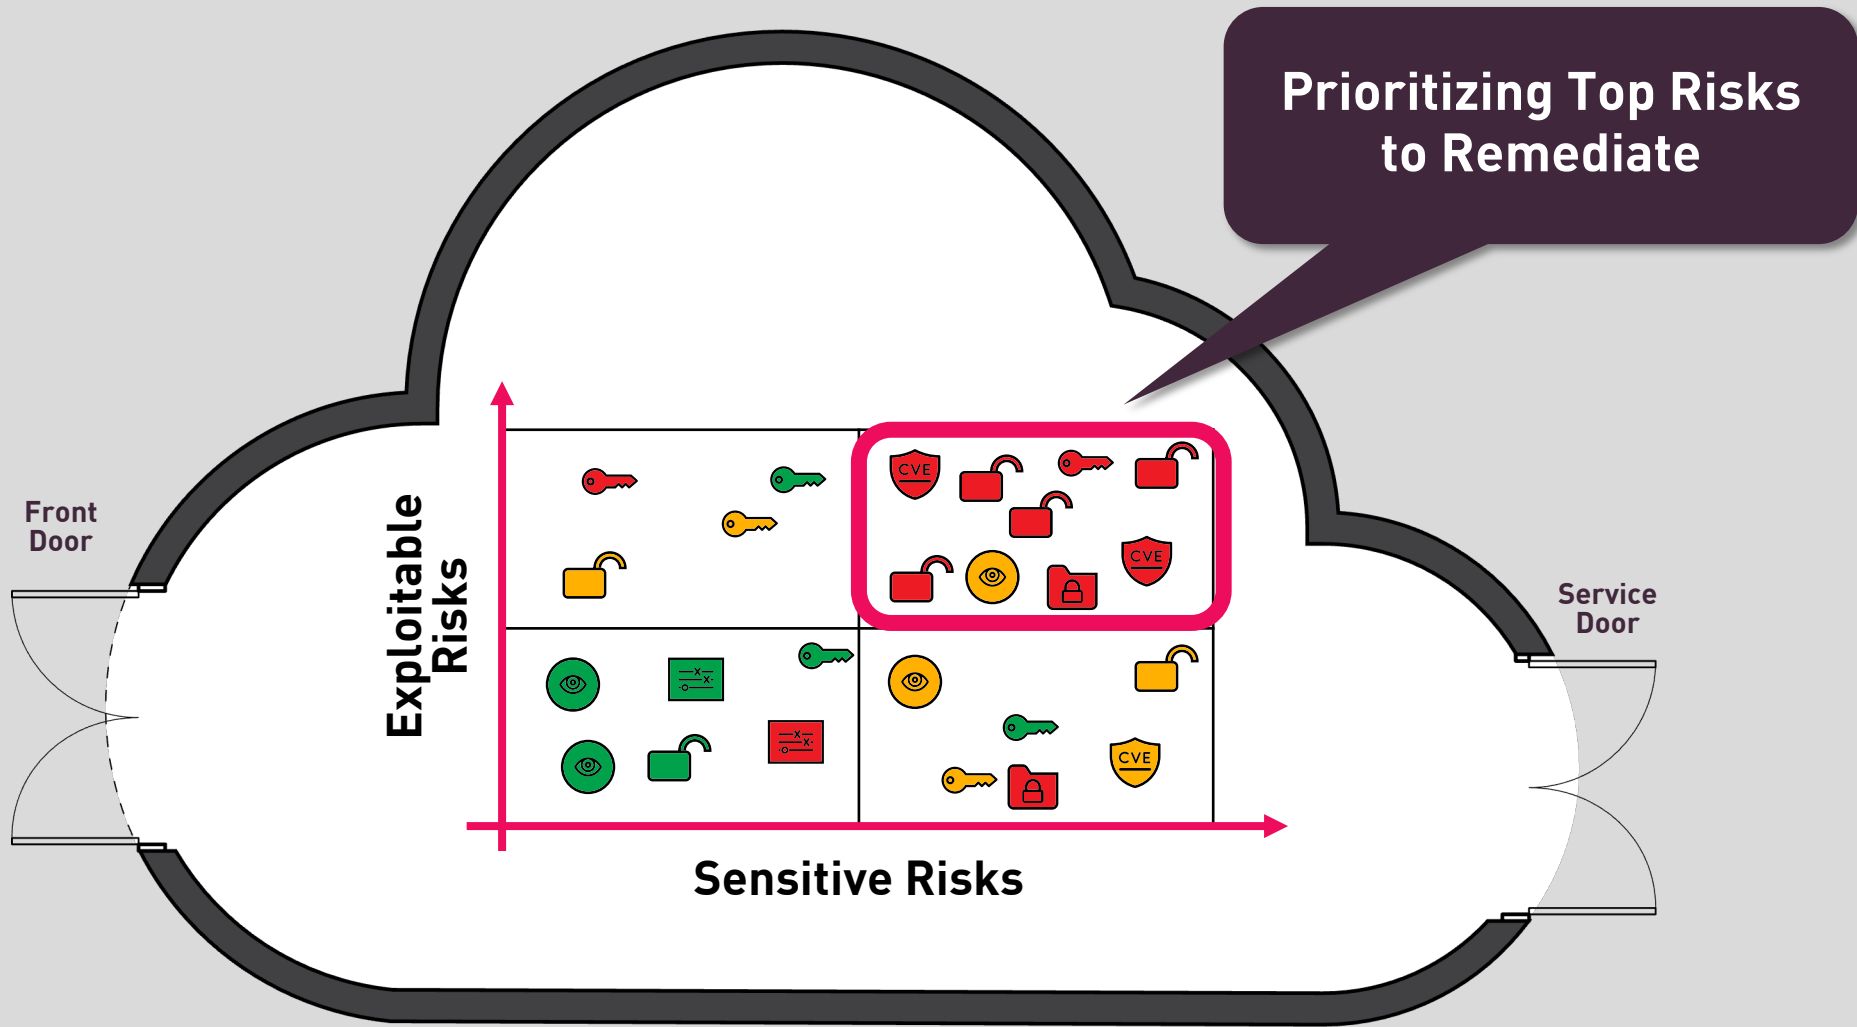 Prioritizing Top Risks
to Remediate
Front
Door
Exploitable
Risks
CVE
CVE
Service
Door
CVE
Sensitive Risks